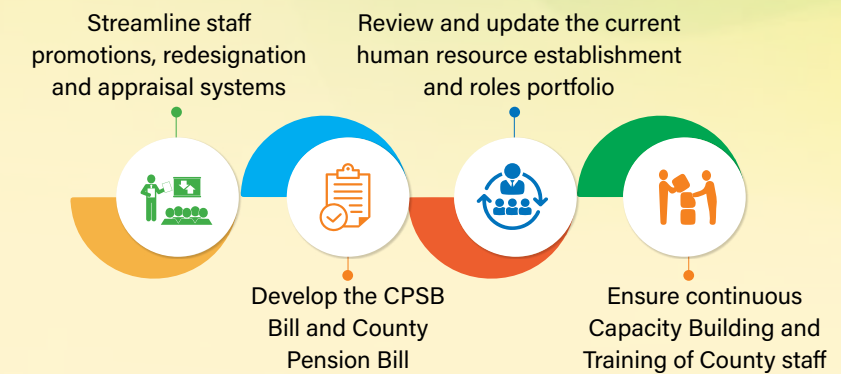 Streamline staff
promotions, redesignation
and appraisal systems
Develop the CPSB
Bill and County
Pension Bill
Review and update the current
human resource establishment
and roles portfolio
Ensure continuous
Capacity Building and
Training of County staff